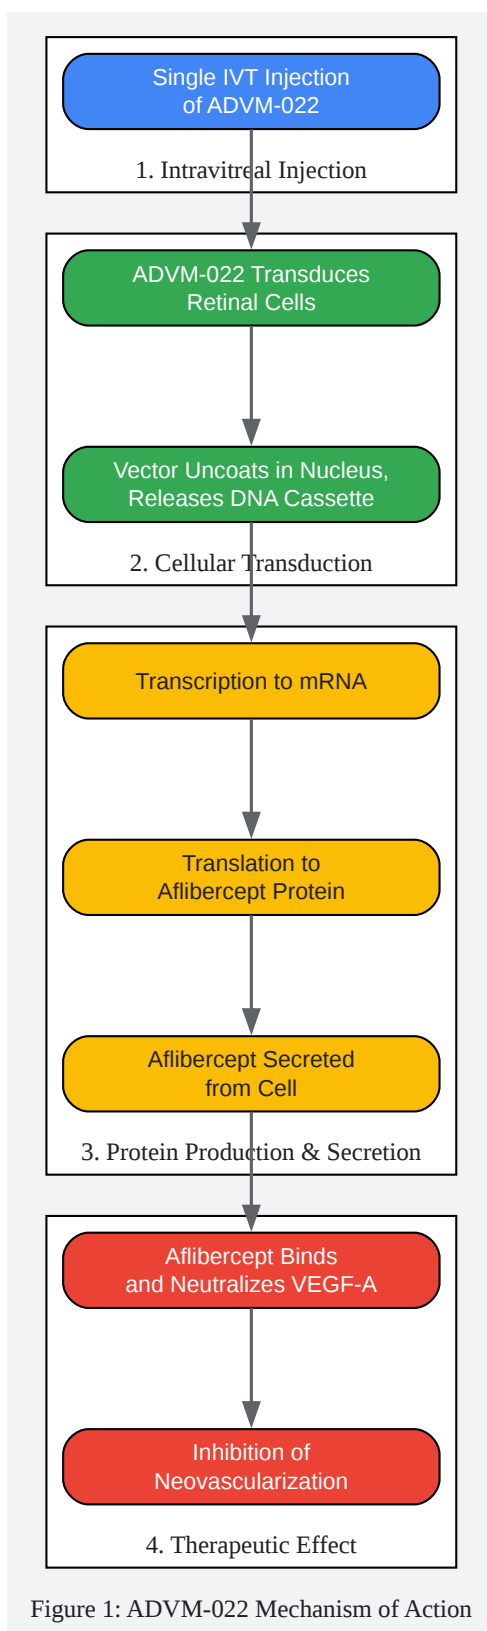 Single IVT Injection
of ADVM-022
1. Intravitreal Injection
ADVM-022 Transduces
Retinal Cells
Vector Uncoats in Nucleus,
Releases DNA Cassette
2. Cellular Transduction
Transcription to mRNA
Translation to
Aflibercept Protein
Aflibercept Secreted
from Cell
3. Protein Production & Secretion
Aflibercept Binds
and Neutralizes VEGF-A
Inhibition of
Neovascularization
4. Therapeutic Effect
Figure 1: ADVM-022 Mechanism of Action